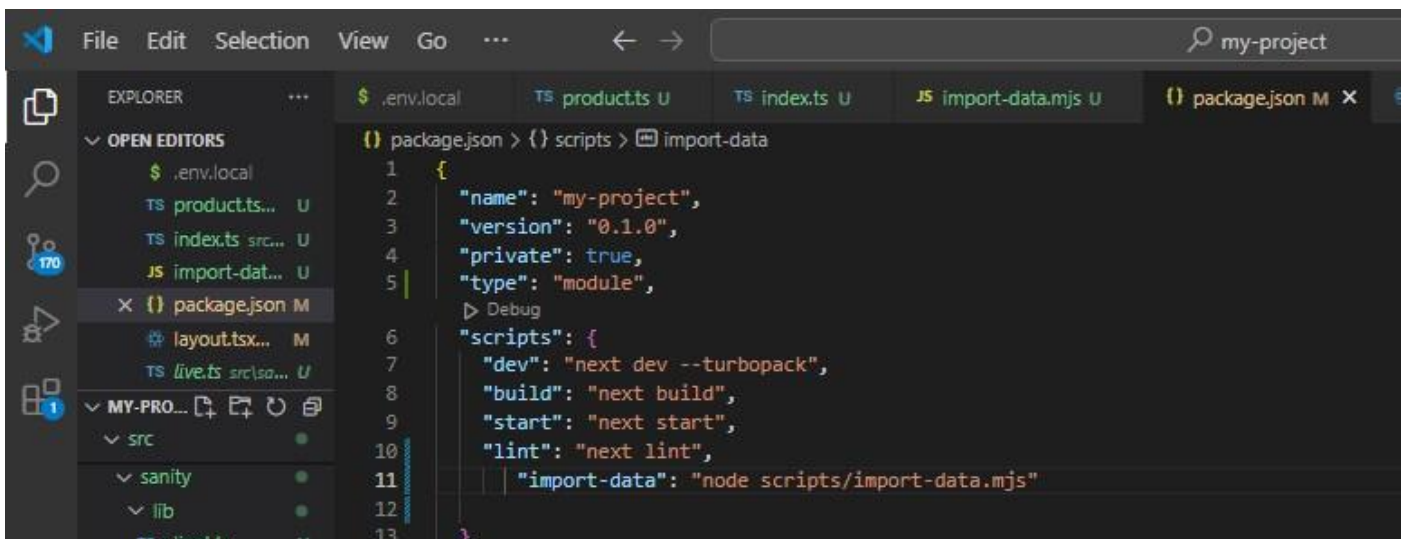 File Edit Selection View Go ··· ← → my-project
EXPLORER ···
$ .env.local TS product.ts U TS index.ts U JS import-data.mjs U {} package.json M ×
OPEN EDITORS
$ .env.local
TS product.ts... U
TS index.ts src... U
JS import-dat... U
× {} package.json M
layout.tsx... M
TS live.ts src\sa... U
170
1
MY-PRO...
src
sanity
lib
{} package.json > {} scripts > abc import-data
1 {
2 "name": "my-project",
3 "version": "0.1.0",
4 "private": true,
5 "type": "module",
Debug
6 "scripts": {
7 "dev": "next dev --turbopack",
8 "build": "next build",
9 "start": "next start",
10 "lint": "next lint",
11 "import-data": "node scripts/import-data.mjs"
12
13 }